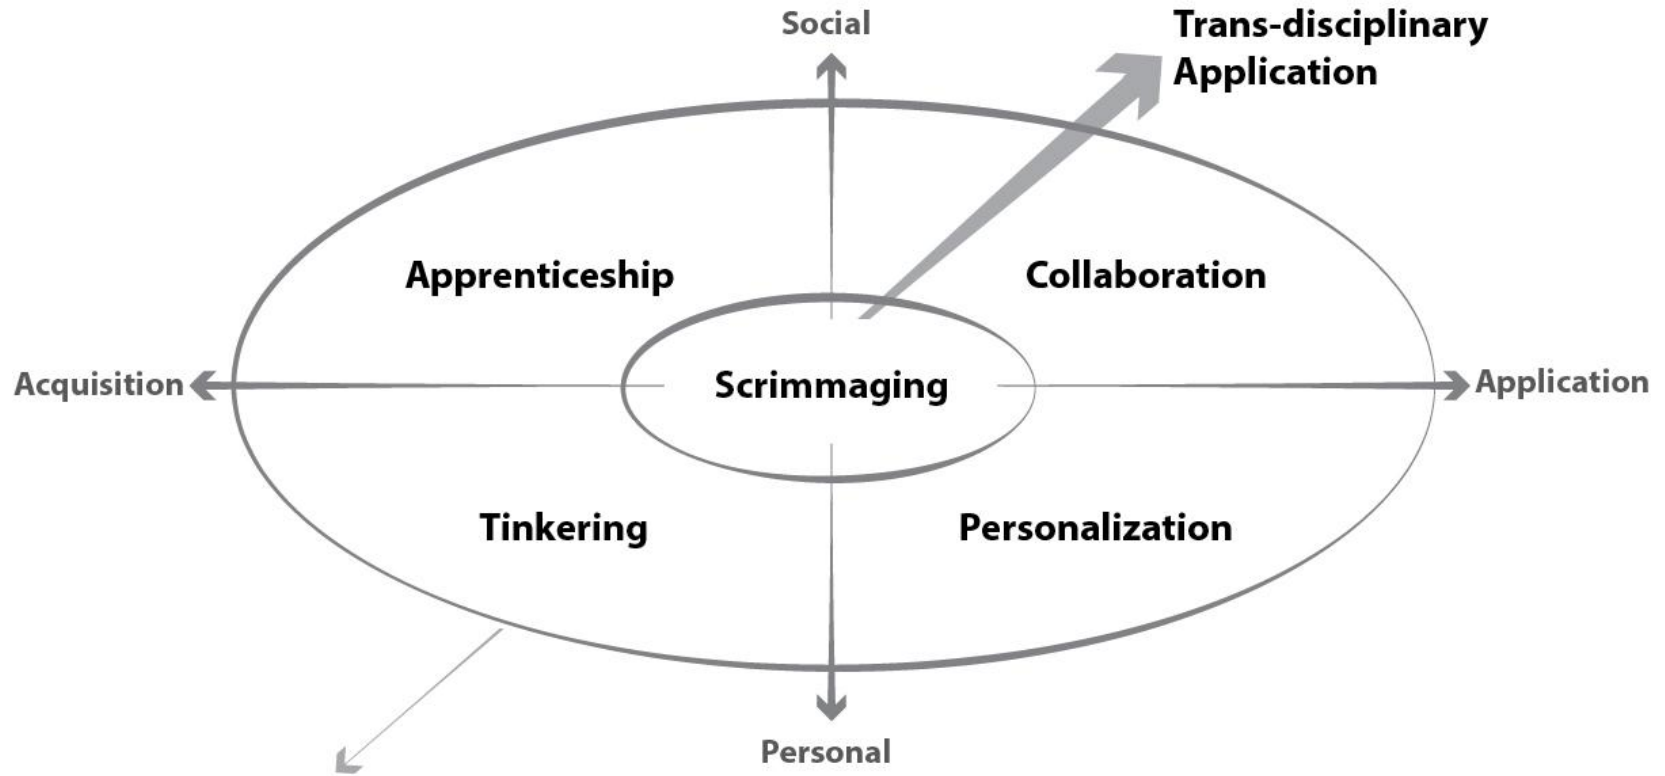 Social
Trans-disciplinary
Application
Apprenticeship
Collaboration
Acquisition
Scrimmaging
Application
Tinkering
Personalization
Personal